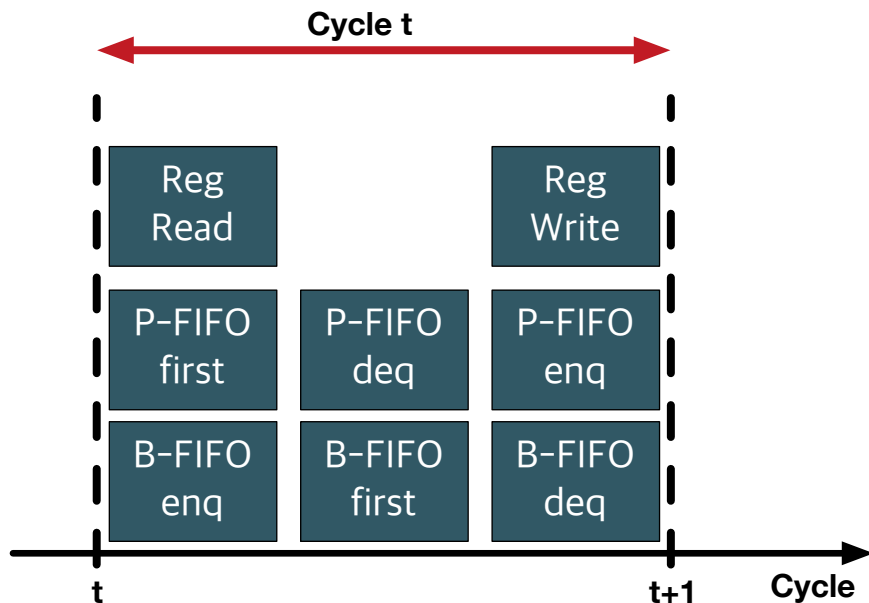 Cycle t
Reg
Read
Reg
Write
P-FIFO
first
P-FIFO
deq
P-FIFO
enq
B-FIFO
enq
B-FIFO
first
B-FIFO
deq
t
t+1
Cycle